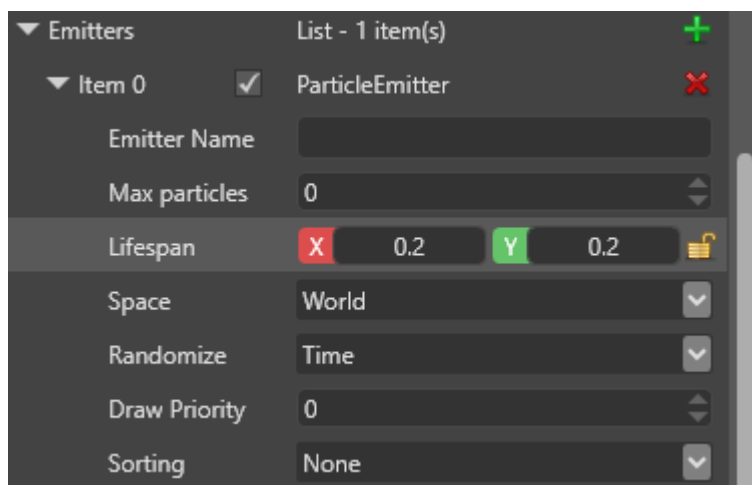 Emitters List - 1 item(s)
Item 0 ParticleEmitter
Emitter Name
Max particles 0
Lifespan X 0.2 Y 0.2
Space World
Randomize Time
Draw Priority 0
Sorting None